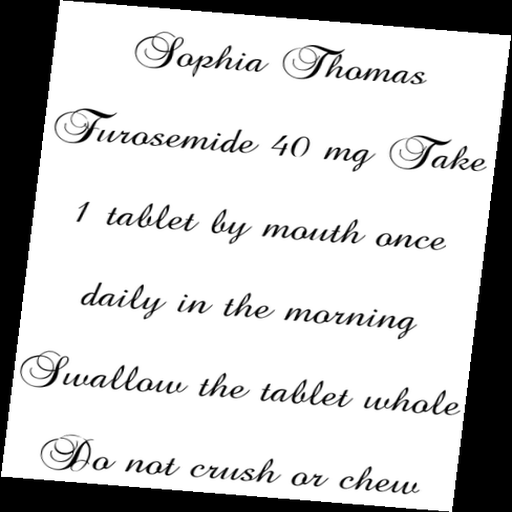 Sophia Thomas
Furosemide 40 mg Take
1 tablet by mouth once
daily in the morning
Swallow the tablet whole
Do not crush or chew